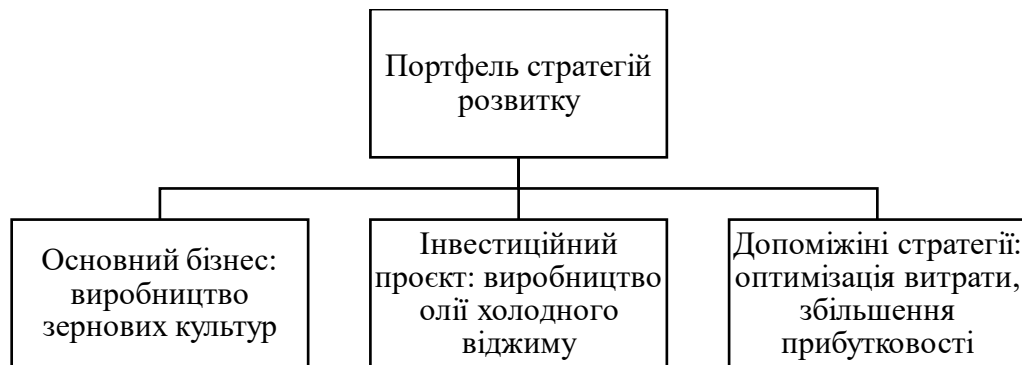 Портфель стратегій
розвитку
Основний бізнес:
виробництво
зернових культур
Інвестиційний
проєкт: виробництво
олії холодного
віджиму
Допоміжіні стратегії:
оптимізація витрати,
збільшення
прибутковості